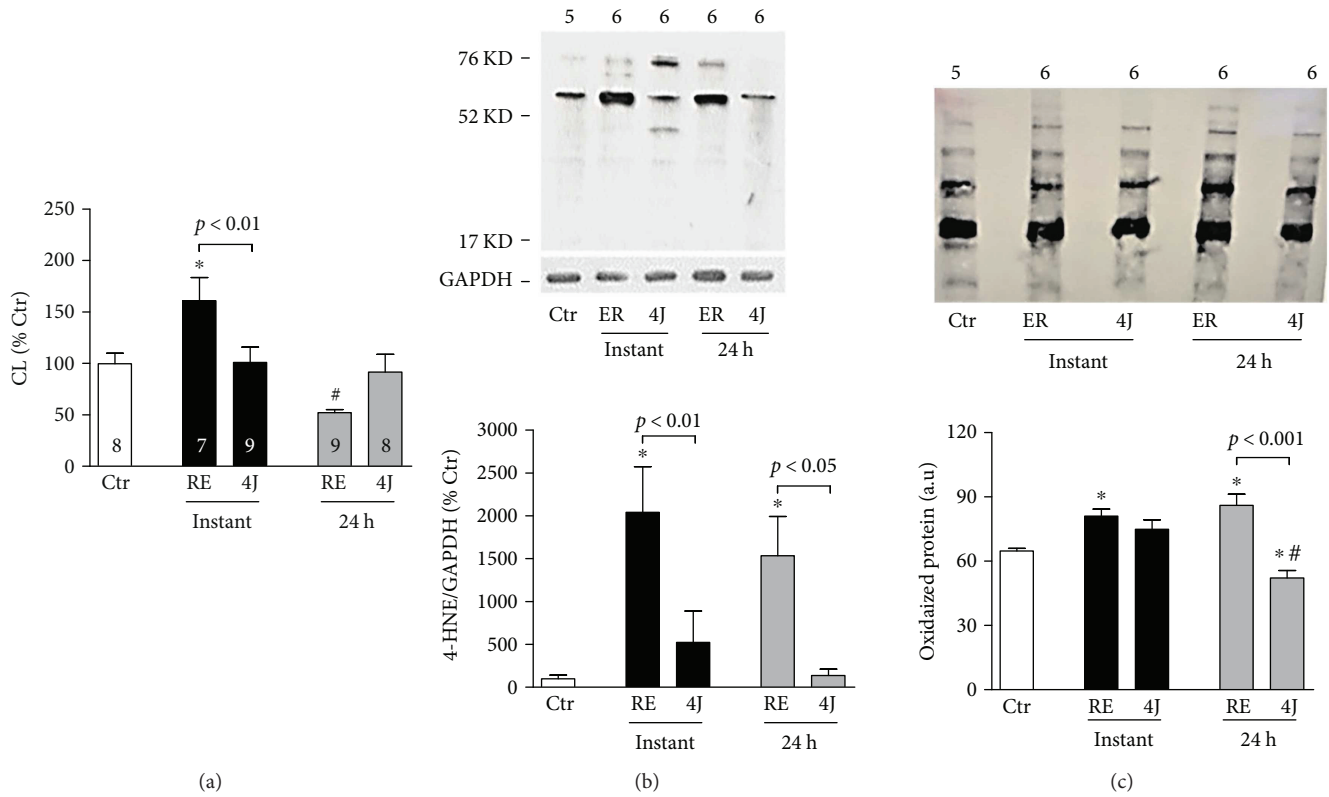 250
200
150
100
50
0
CL (% Ctr)
p < 0.01
*
#
8
7
9
9
8
Ctr
RE
4J
RE
4J
Instant
24 h
(a)
5 6 6 6 6
76 KD
52 KD
17 KD
GAPDH
Ctr ER 4J ER 4J
Instant 24 h
3000
2500
2000
1500
1000
500
0
4-HNE/GAPDH (% Ctr)
p < 0.01
*
p < 0.05
*
Ctr RE 4J RE 4J
Instant 24 h
(b)
5 6 6 6 6
Ctr ER 4J ER 4J
Instant 24 h
120
90
60
30
0
Oxidaized protein (a.u)
*
p < 0.001
*
* #
Ctr RE 4J RE 4J
Instant 24 h
(c)